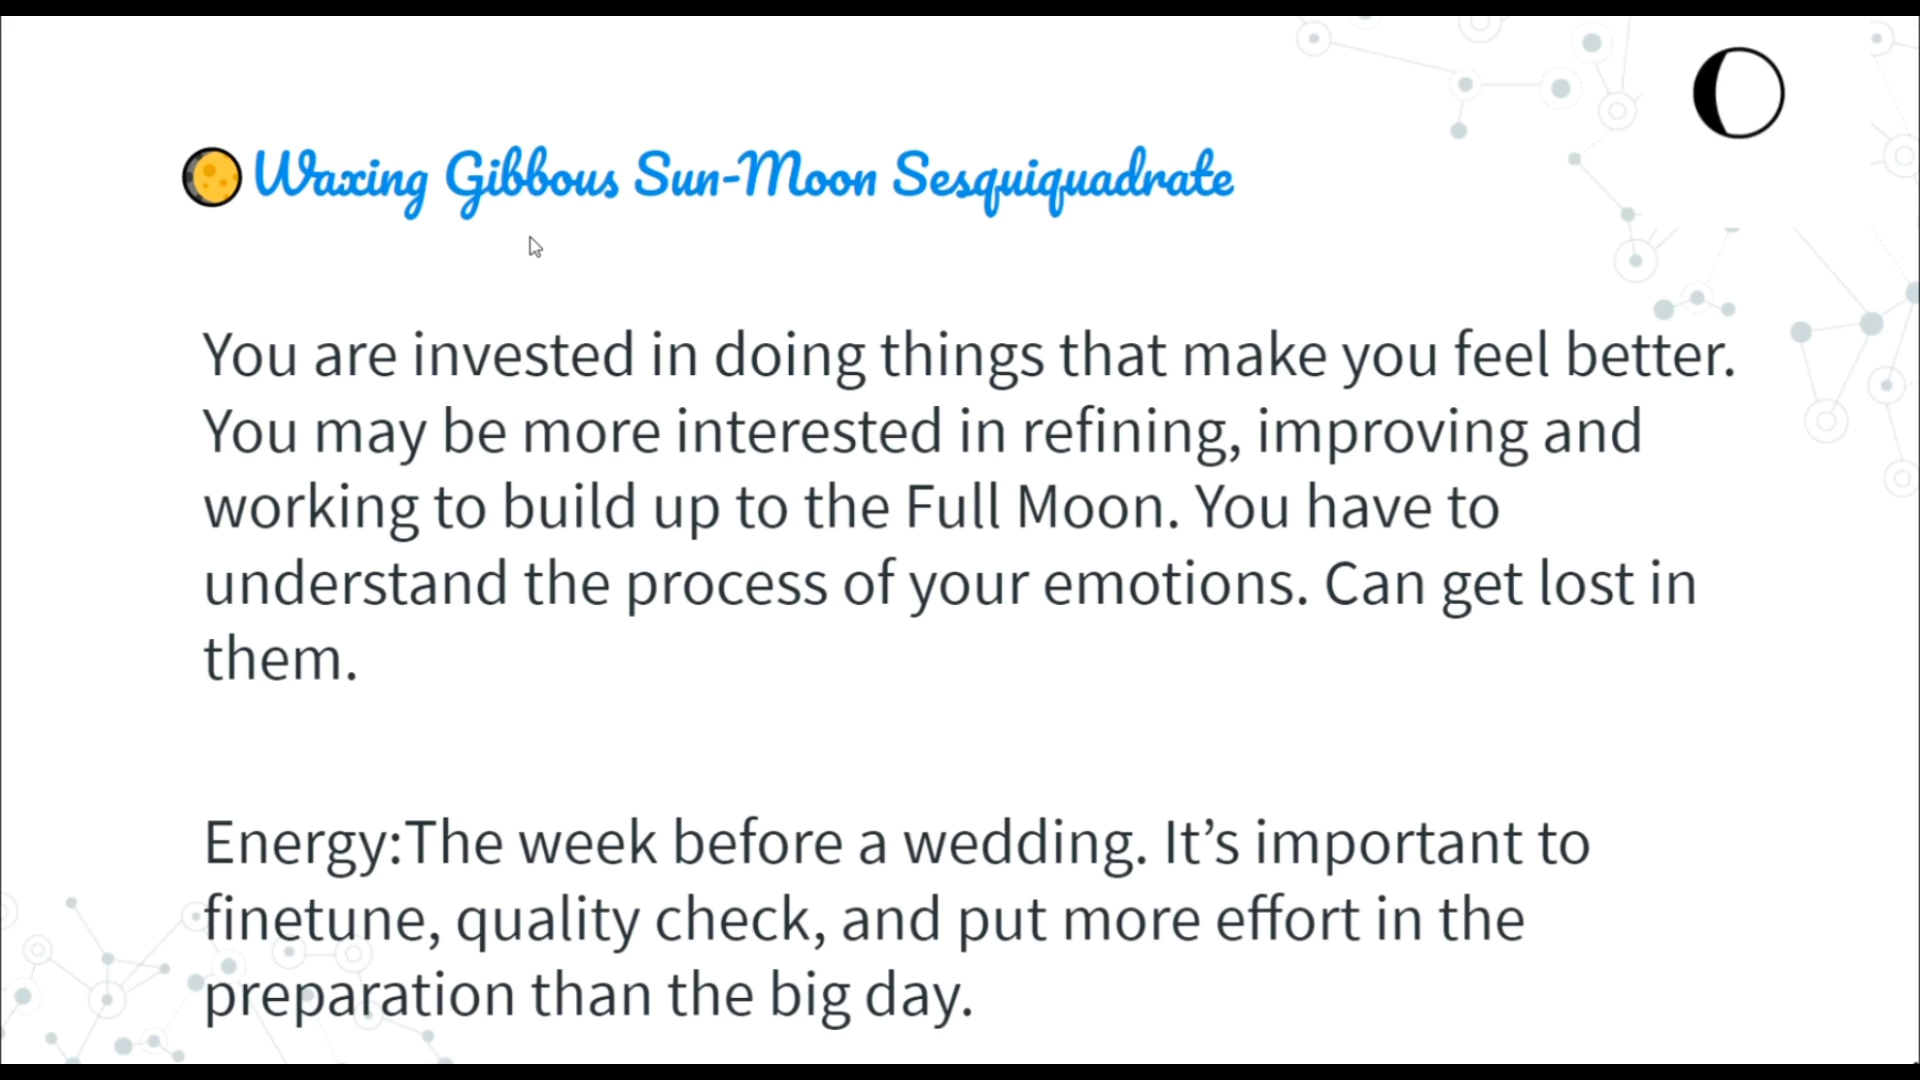 Waxing Gibbous Sun-Moon Sesquiquadrate
You are invested in doing things that make you feel better.
You may be more interested in refining, improving and
working to build up to the Full Moon. You have to
understand the process of your emotions. Can get lost in
them.
Energy:The week before a wedding. It’s important to
finetune, quality check, and put more effort in the
preparation than the big day.